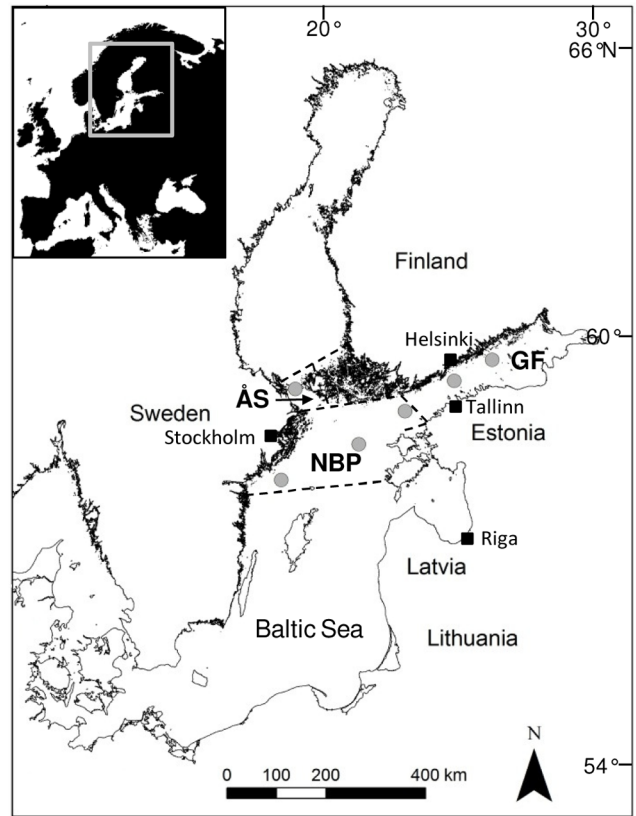 20°
30°
66°N
Finland
Helsinki
60°
GF
ÅS
Tallinn
Sweden
Stockholm
Estonia
NBP
Riga
Latvia
Baltic Sea
Lithuania
N
54°
0 100 200 400 km